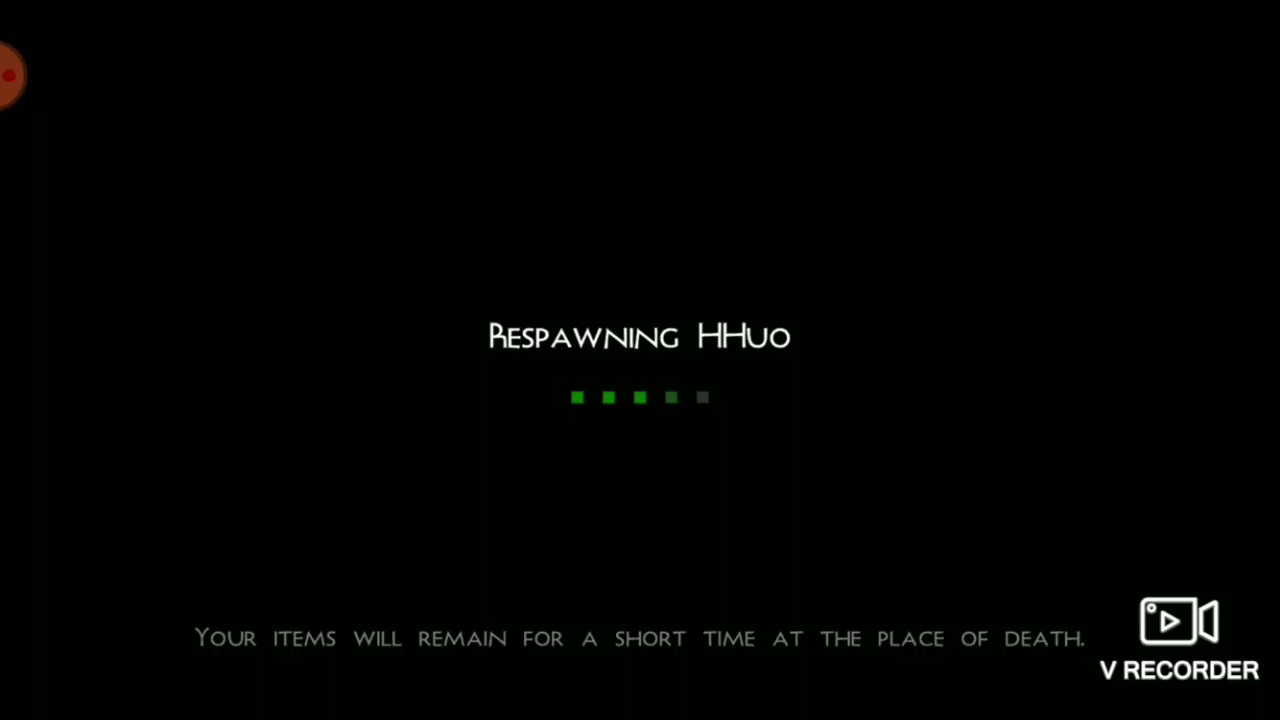 Respawning HHuo
Your items will remain for a short time at the place of death.
V RECORDER